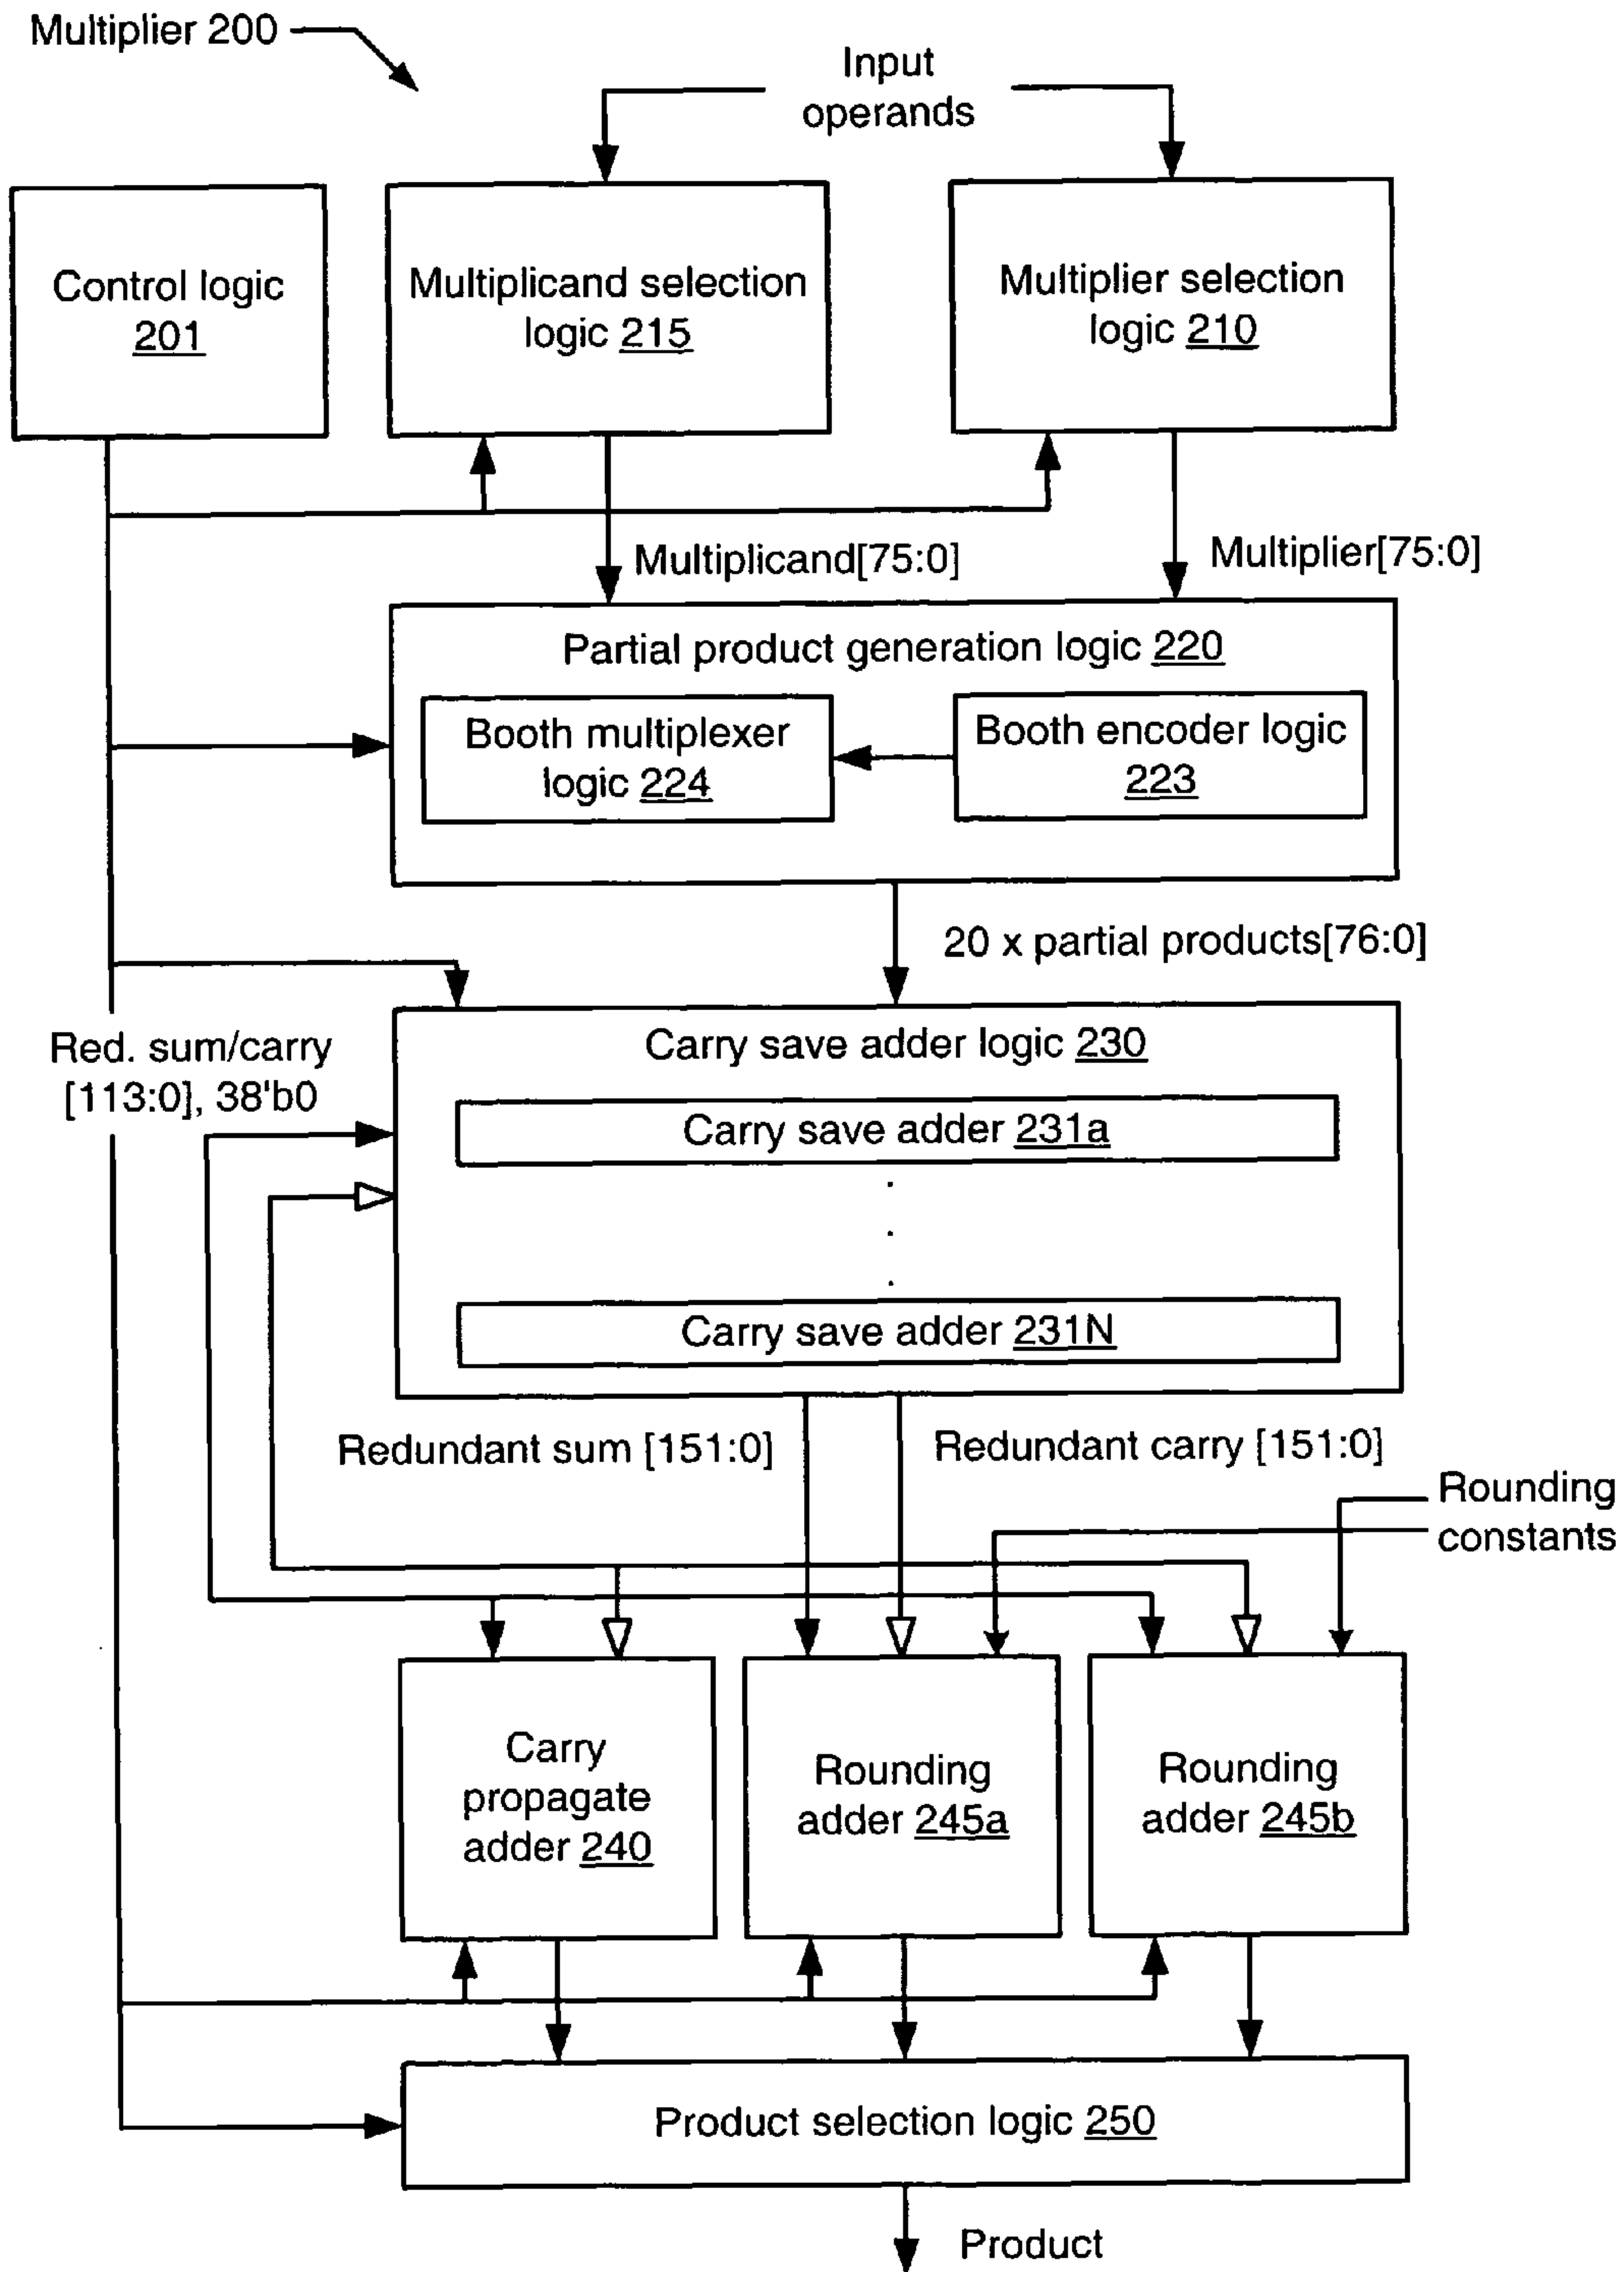 Multiplier 200
Input
operands
Control logic
201
Multiplicand selection
logic 215
Multiplier selection
logic 210
Multiplicand[75:0]
Multiplier[75:0]
Partial product generation logic 220
Booth multiplexer
logic 224
Booth encoder logic
223
20 x partial products[76:0]
Red. sum/carry
[113:0], 38'b0
Carry save adder logic 230
Carry save adder 231a
.
.
.
Carry save adder 231N
Redundant sum [151:0]
Redundant carry [151:0]
Rounding
constants
Carry
propagate
adder 240
Rounding
adder 245a
Rounding
adder 245b
Product selection logic 250
Product